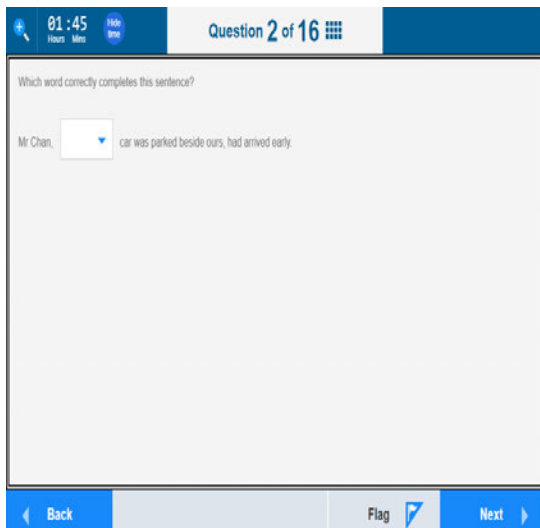 01:45
Hours Mins
Hide time
Question 2 of 16
Which word correctly completes this sentence?
Mr Chan, car was parked beside ours, had arrived early.
Back
Flag
Next